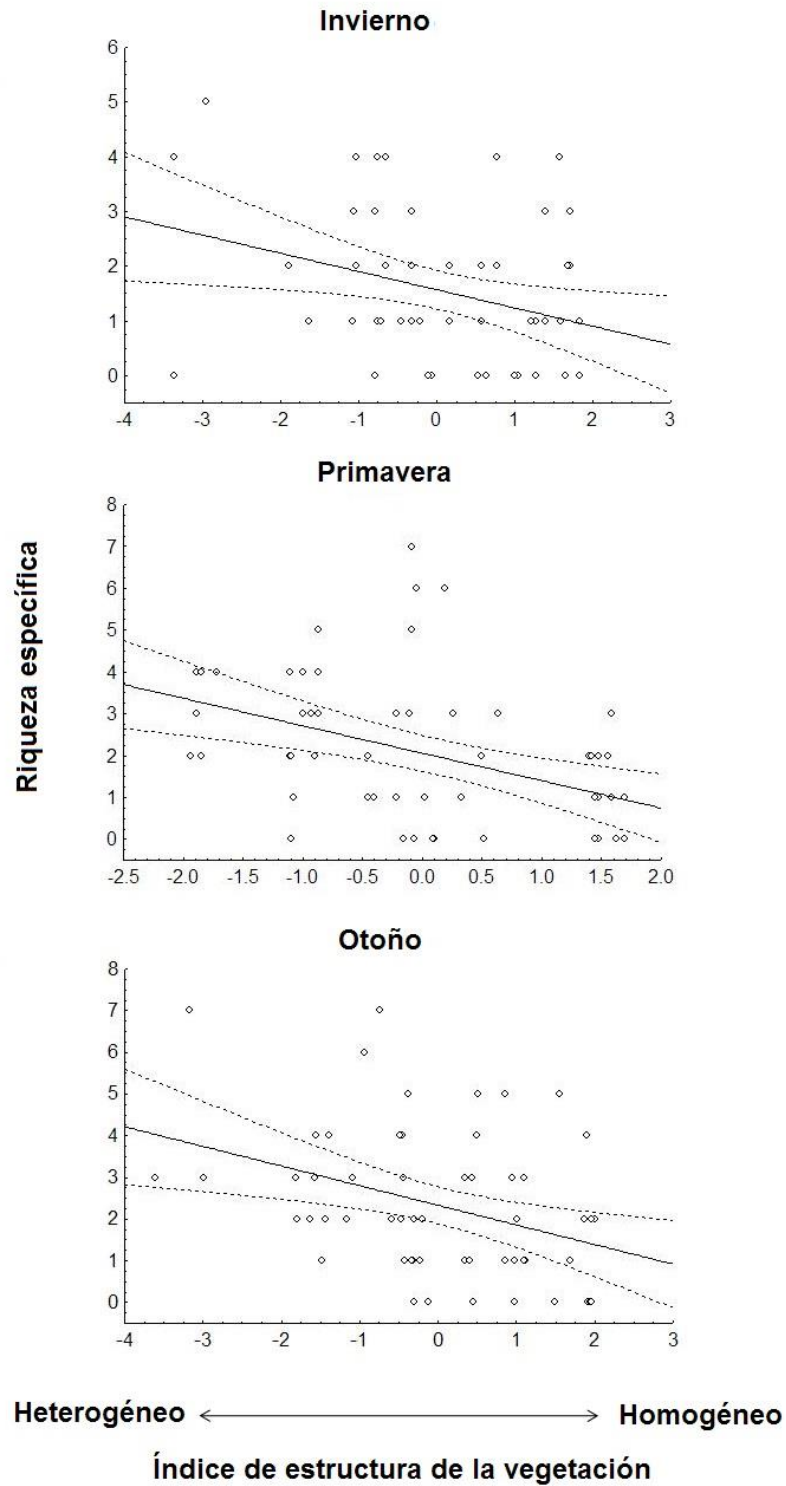 Invierno
6
5
4
3
2
1
0
-4 -3 -2 -1 0 1 2 3
Primavera
8
7
6
5
4
3
2
1
0
-2.5 -2.0 -1.5 -1.0 -0.5 0.0 0.5 1.0 1.5 2.0
Riqueza específica
Otoño
8
7
6
5
4
3
2
1
0
-4 -3 -2 -1 0 1 2 3
Heterogéneo Homogéneo
Índice de estructura de la vegetación